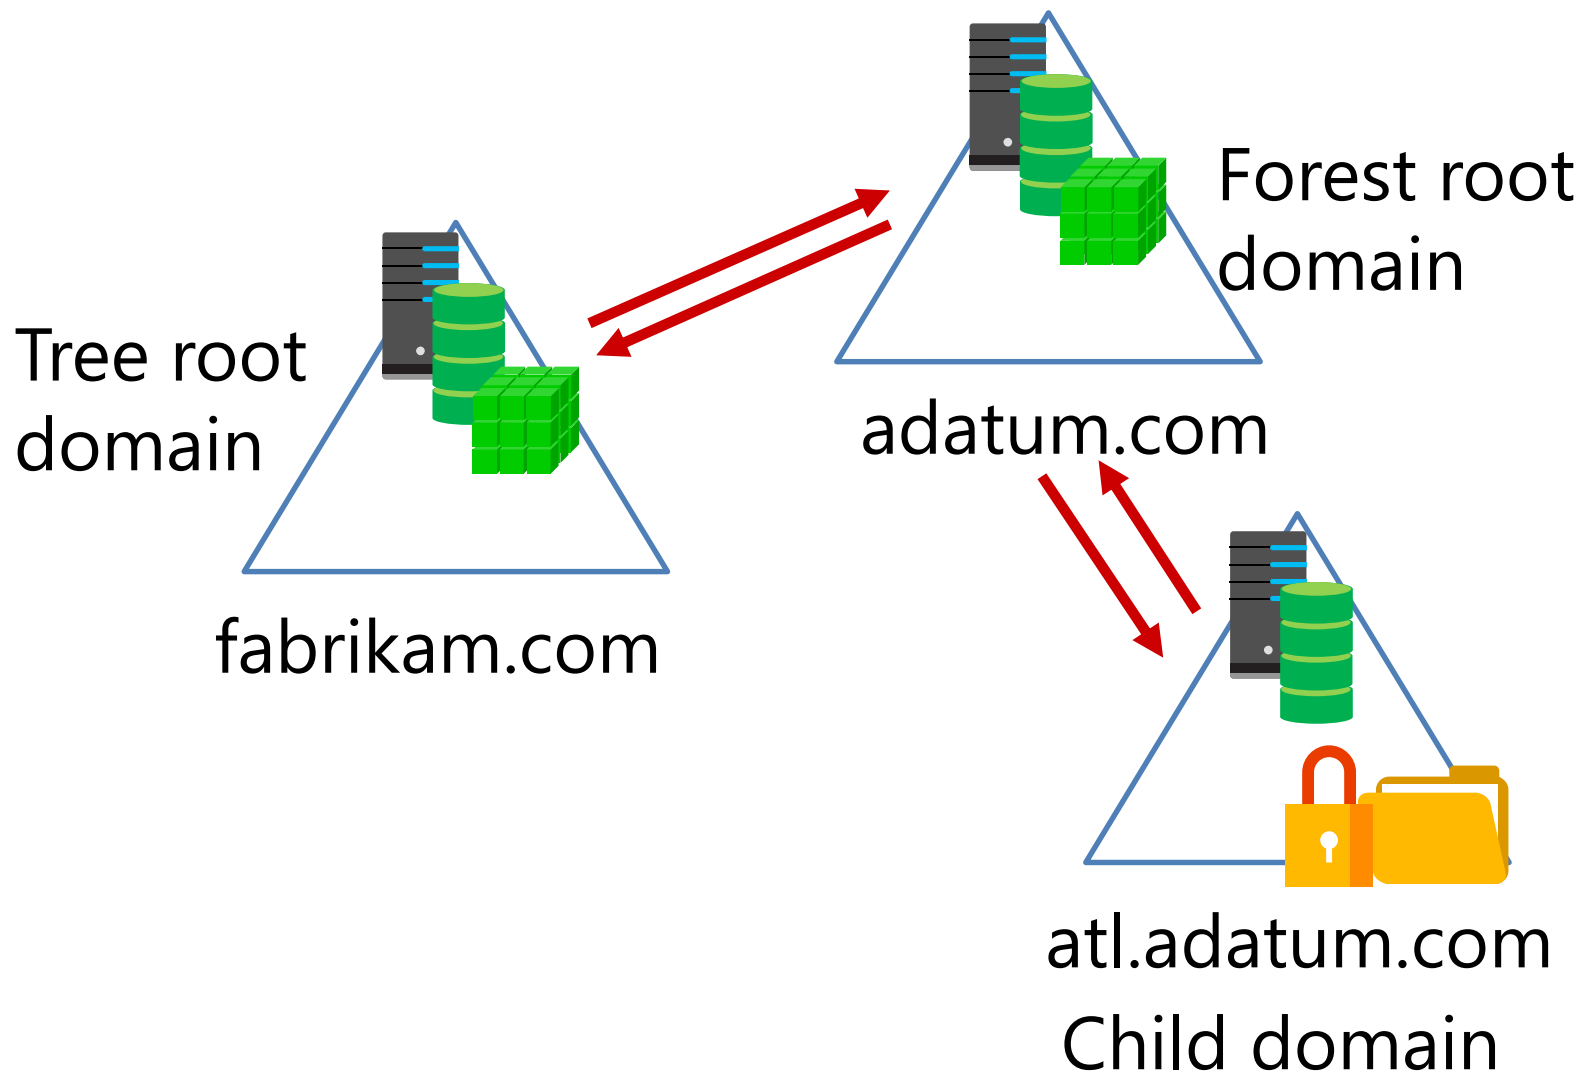 Forest root
domain
Tree root
domain
adatum.com
fabrikam.com
atl.adatum.com
Child domain